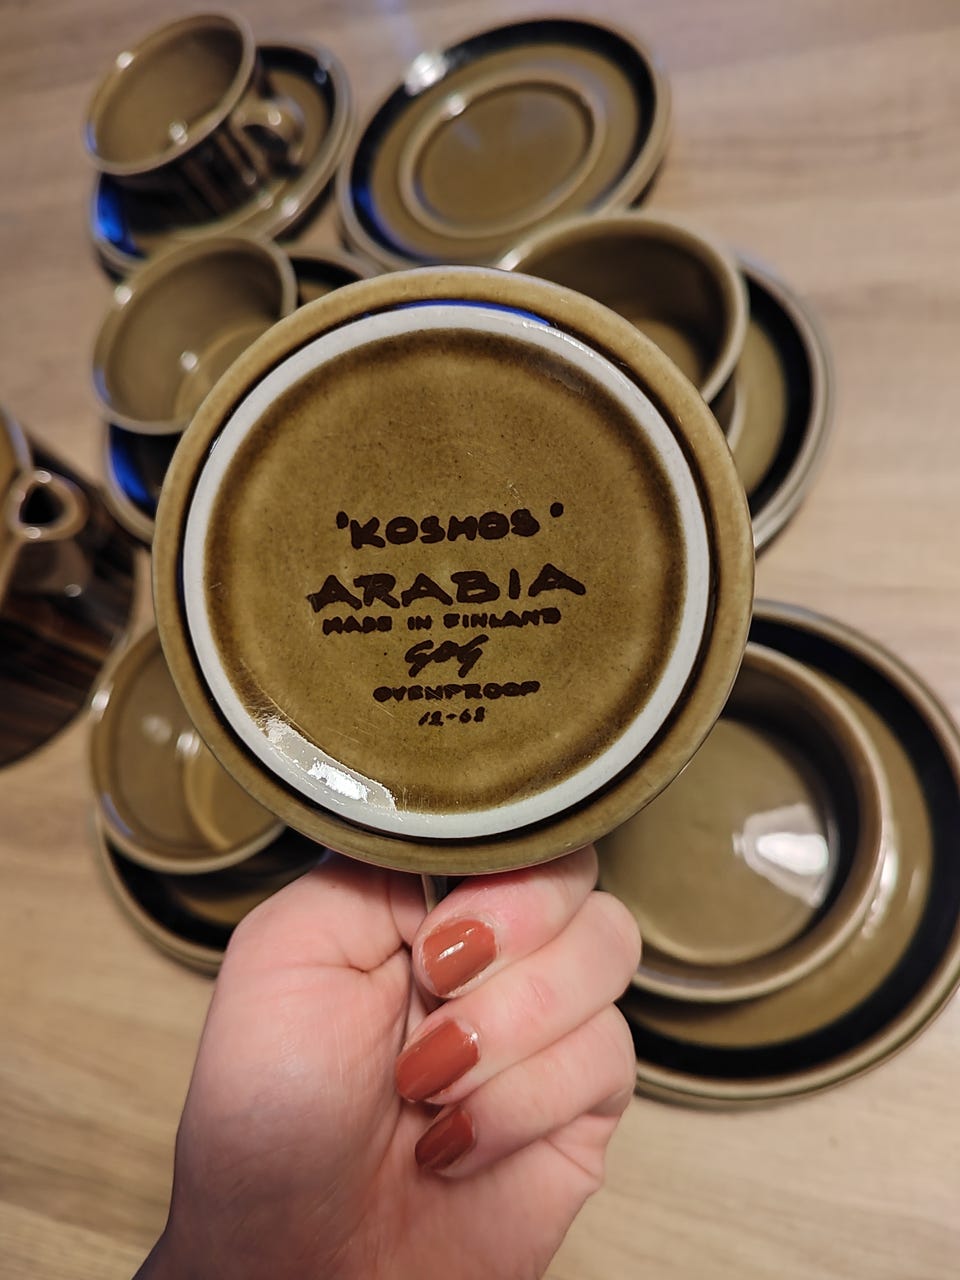 'KOSMOS'
ARABIA
MADE IN FINLAND
GOG
OVENPROOF
12-68